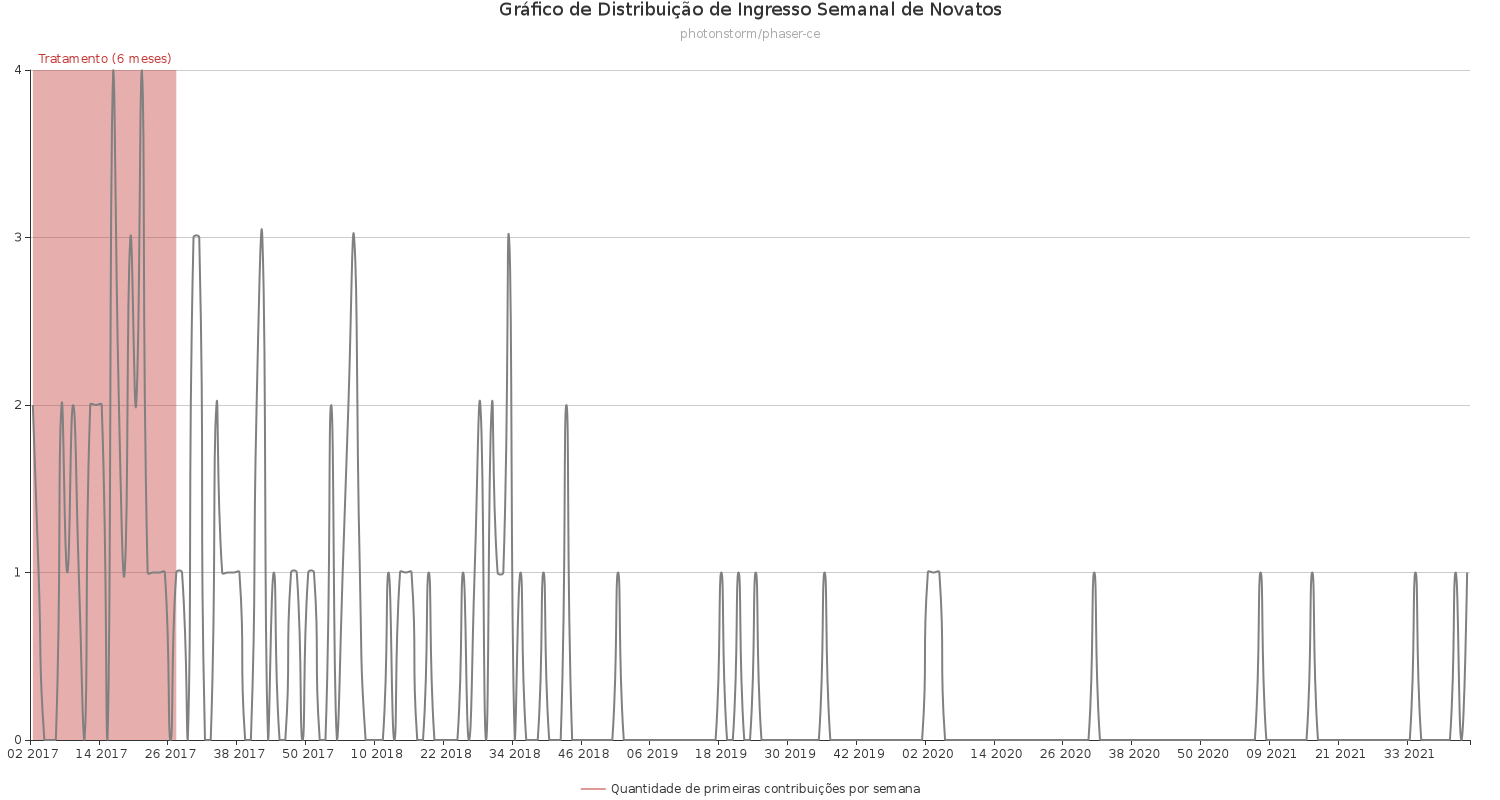 Gráfico de Distribuição de Ingresso Semanal de Novatos
photonstorm/phaser-ce
Tratamento (6 meses)
4
3
2
1
0
02 2017 14 2017 26 2017 38 2017 50 2017 10 2018 22 2018 34 2018 46 2018 06 2019 18 2019 30 2019 42 2019 02 2020 14 2020 26 2020 38 2020 50 2020 09 2021 21 2021 33 2021
Quantidade de primeiras contribuições por semana